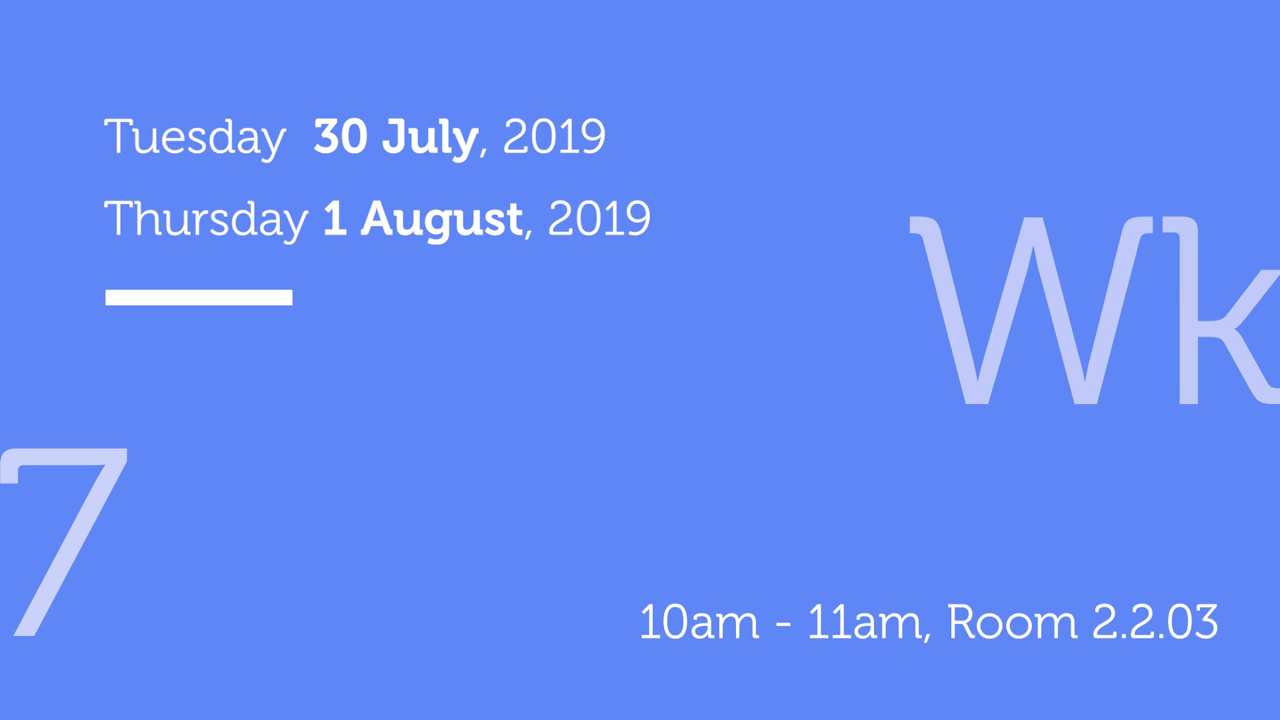 Tuesday  30 July, 2019
Thursday 1 August, 2019
Wk
7
10am - 11am, Room 2.2.03